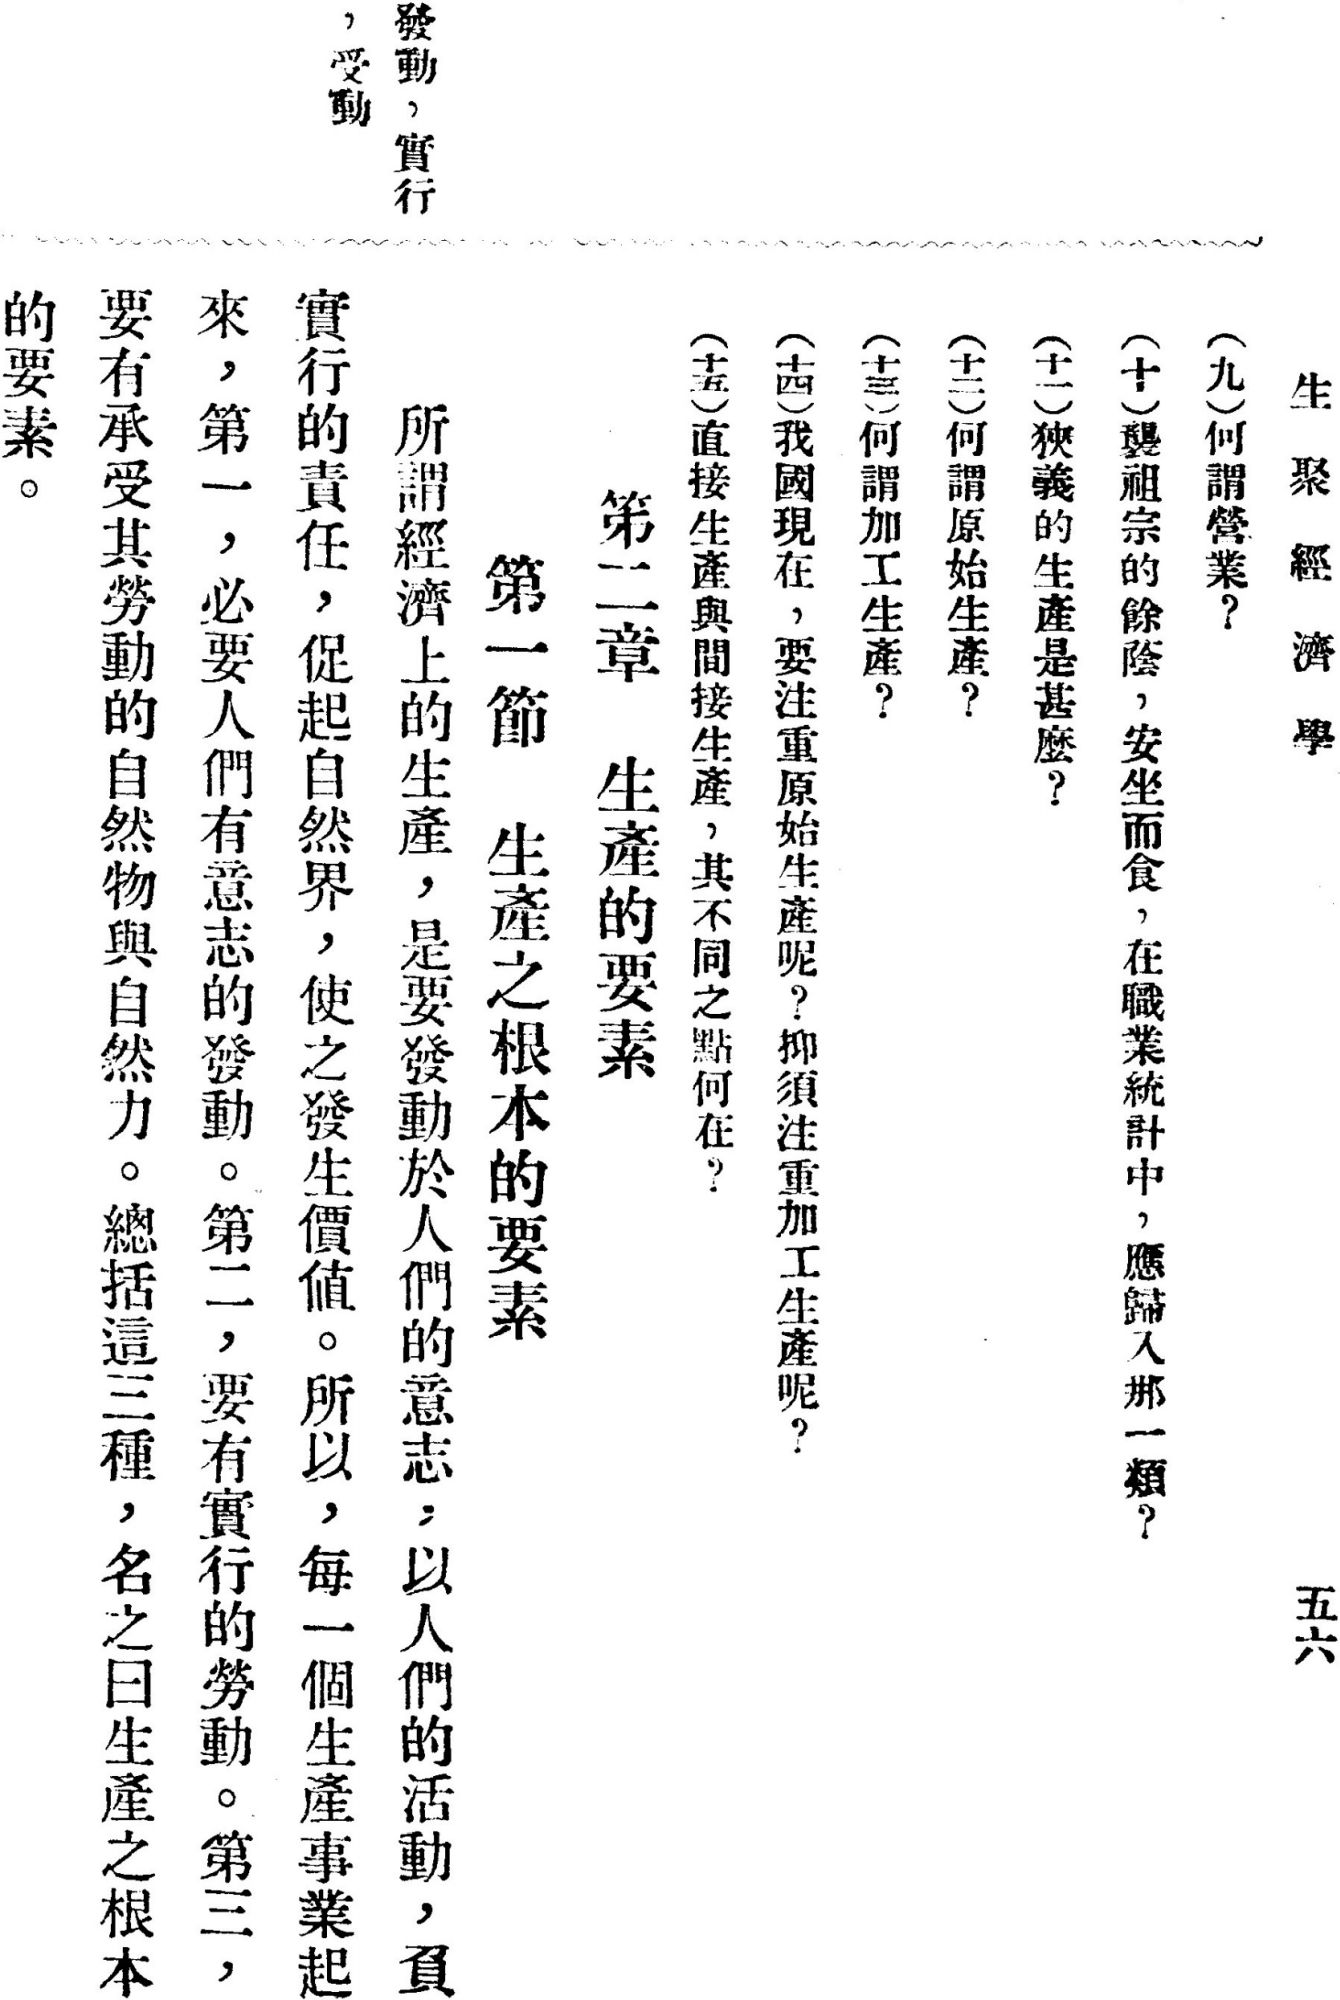 生聚經濟學
五六
(九)何謂營業？
(十)襲祖宗的餘蔭，安坐而食，在職業統計中，應歸入那一類？
(十一)狹義的生產是甚麼？
(十二)何謂原始生產？
(十三)何謂加工生產？
(十四)我國現在，要注重原始生產呢？抑須注重加工生產呢？
(十五)直接生產與間接生產，其不同之點何在？
第二章　生產的要素
第一節　生產之根本的要素
發動，實行
，受動
所謂經濟上的生產，是要發動於人們的意志；以人們的活動，負
實行的責任，促起自然界，使之發生價值。所以，每一個生產事業起
來，第一，必要人們有意志的發動。第二，要有實行的勞動。第三，
要有承受其勞動的自然物與自然力。總括這三種，名之曰生產之根本
的要素。